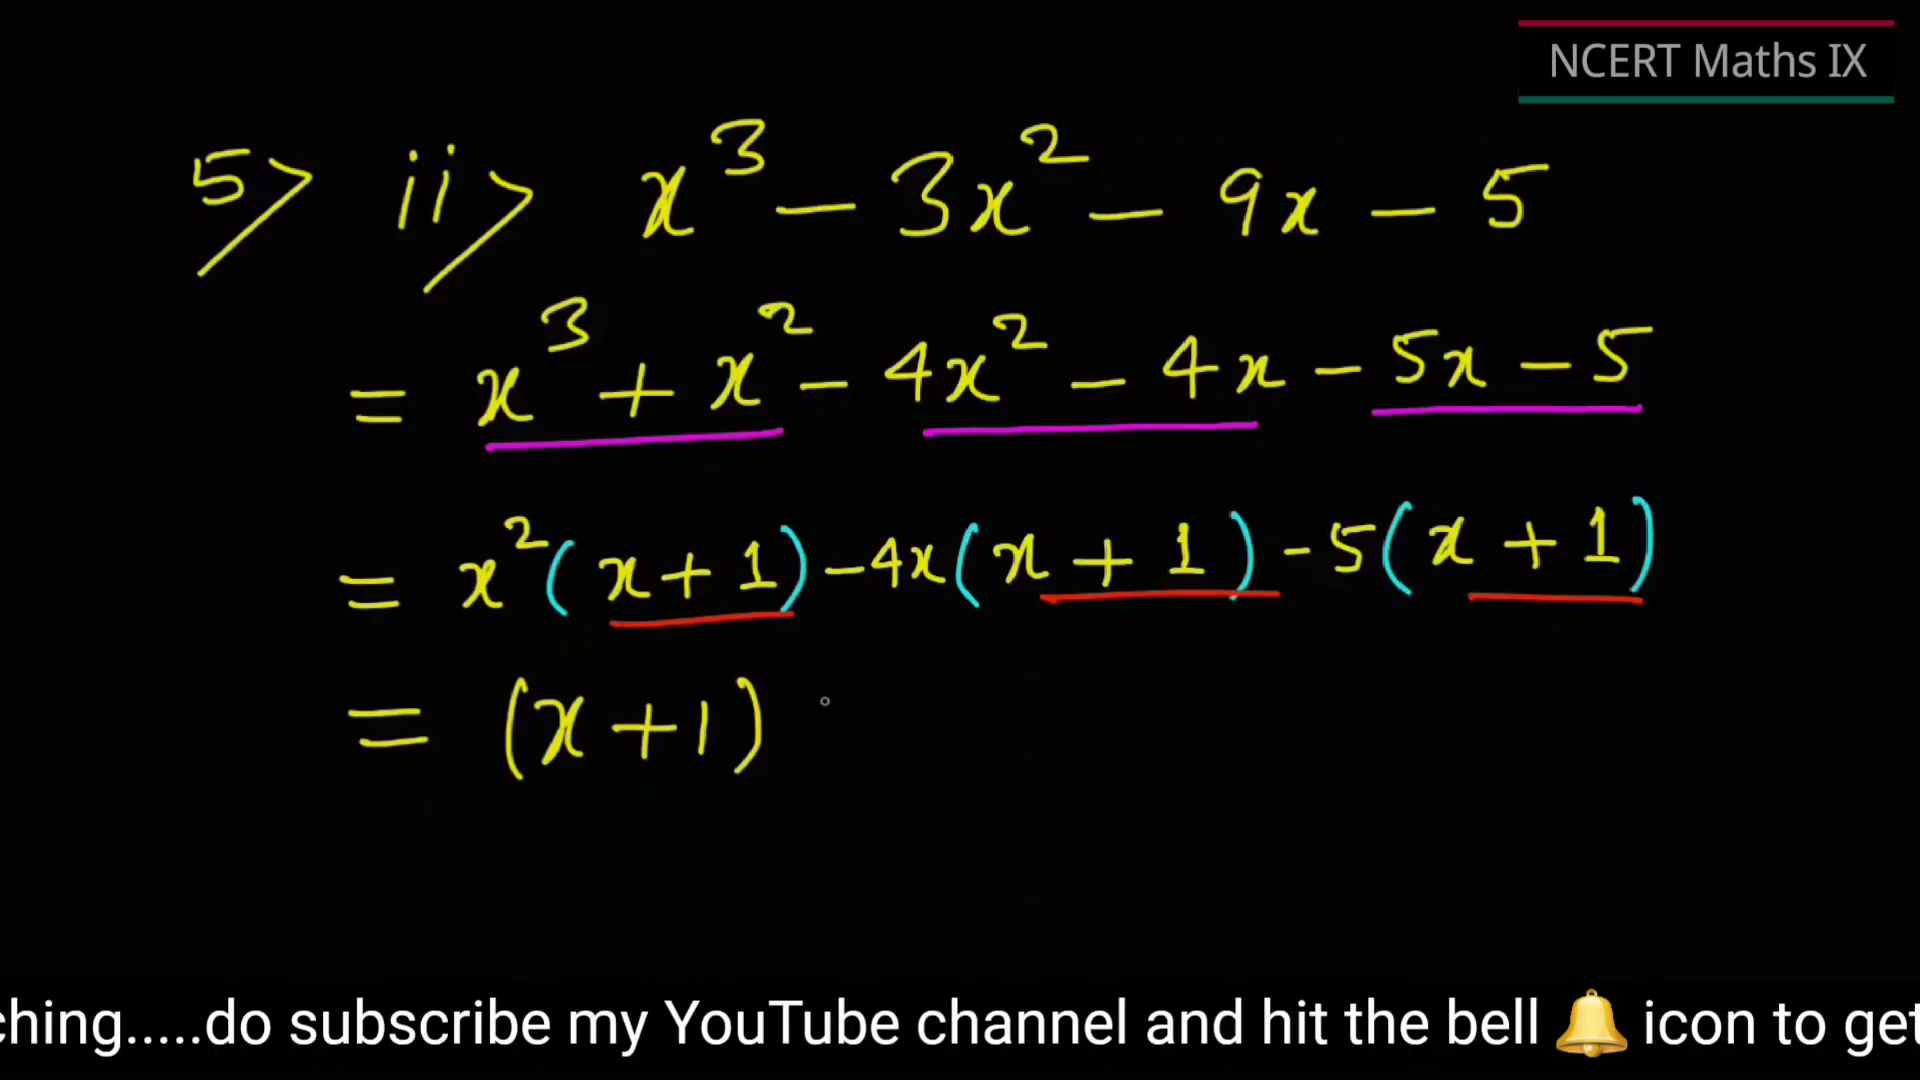 NCERT Maths IX
5> ii> x³ - 3x² - 9x - 5
= x³ + x² - 4x² - 4x - 5x - 5
= x²(x+1) - 4x(x+1) - 5(x+1)
= (x+1)
ching.....do subscribe my YouTube channel and hit the bell 🔔 icon to get